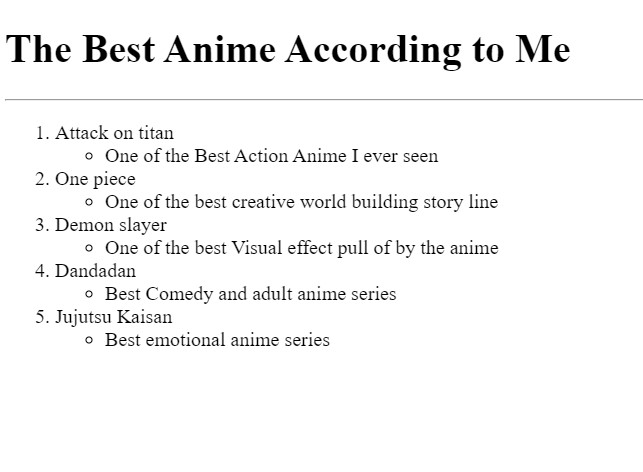 The Best Anime According to Me
1. Attack on titan
One of the Best Action Anime I ever seen
2. One piece
One of the best creative world building story line
3. Demon slayer
One of the best Visual effect pull of by the anime
4. Dandadan
Best Comedy and adult anime series
5. Jujutsu Kaisan
Best emotional anime series